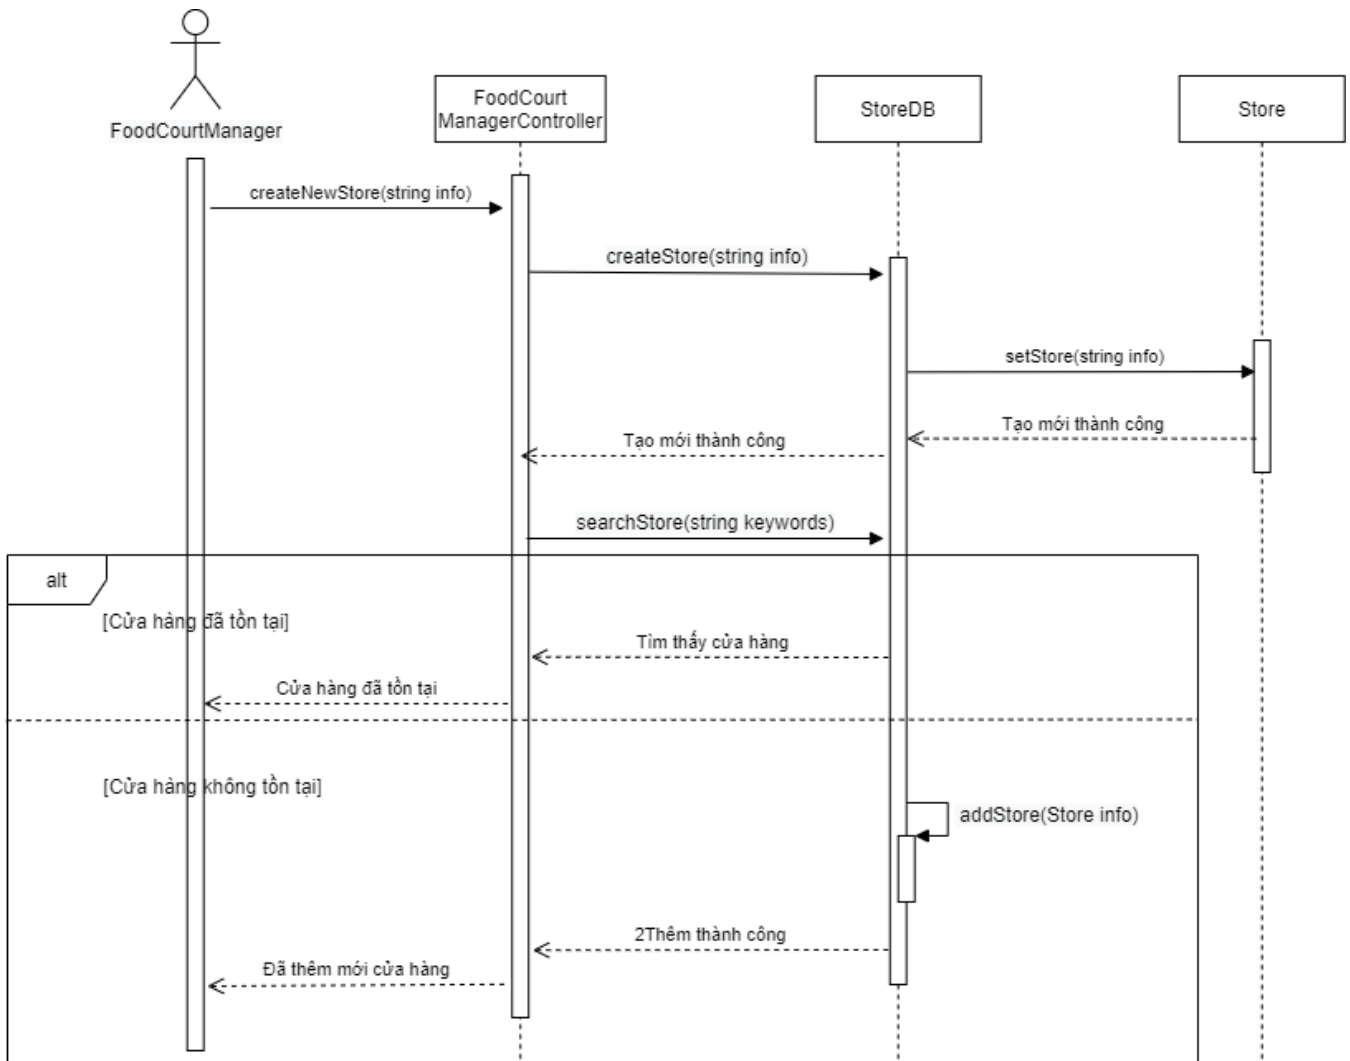 FoodCourtManager
FoodCourt
ManagerController
StoreDB
Store
createNewStore(string info)
createStore(string info)
setStore(string info)
Tạo mới thành công
Tạo mới thành công
searchStore(string keywords)
alt
[Cửa hàng đã tồn tại]
Tìm thấy cửa hàng
Cửa hàng đã tồn tại
[Cửa hàng không tồn tại]
addStore(Store info)
2Thêm thành công
Đã thêm mới cửa hàng